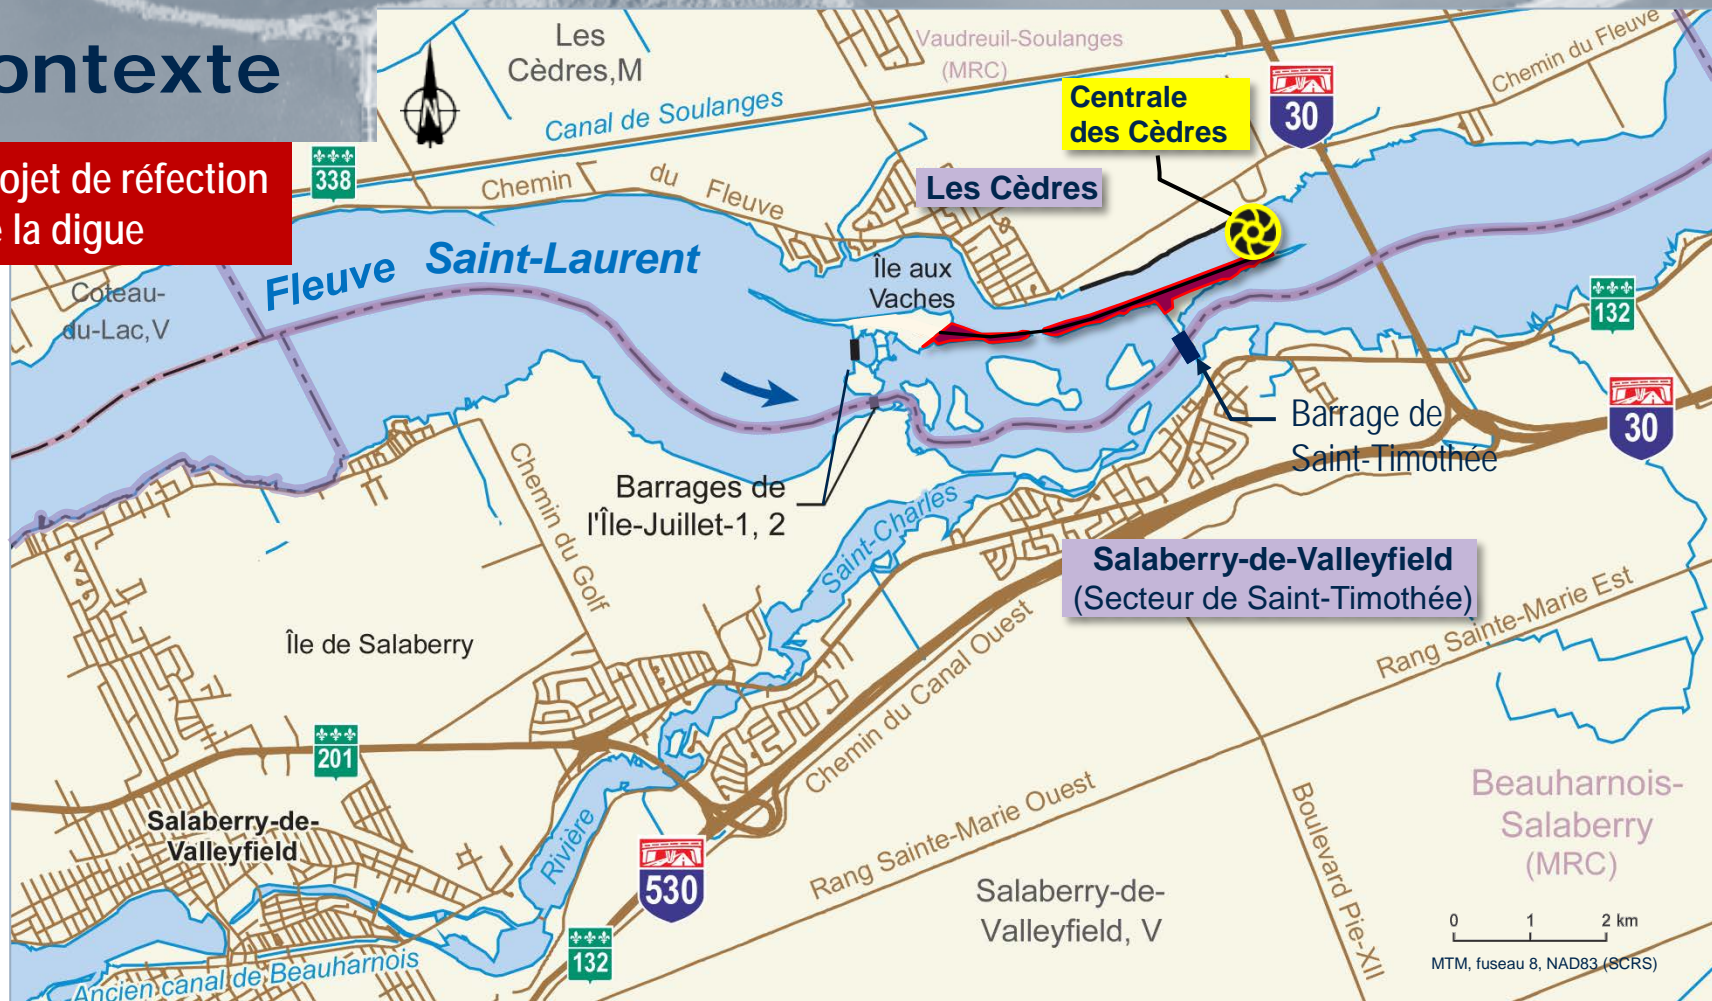 ontexte
ojet de réfection
la digue
Les
Cèdres,M
Vaudreuil-Soulanges
(MRC)
Canal de Soulanges
Centrale
des Cèdres
30
Chemin du Fleuve
338
Chemin du Fleuve
Les Cèdres
Fleuve Saint-Laurent
Coteau-
du-Lac,V
Île aux
Vaches
132
Barrage de
Saint-Timothée
30
Barrages de
l'Île-Juillet-1, 2
Chemin du Golf
Saint-Charles
Salaberry-de-Valleyfield
(Secteur de Saint-Timothée)
Île de Salaberry
Rang Sainte-Marie Est
Chemin du Canal Ouest
201
Salaberry-de-
Valleyfield
Rivière
530
Rang Sainte-Marie Ouest
Boulevard Pie-XII
Beauharnois-
Salaberry
(MRC)
Salaberry-de-
Valleyfield, V
132
Ancien canal de Beauharnois
0 1 2 km
MTM, fuseau 8, NAD83 (SCRS)
N